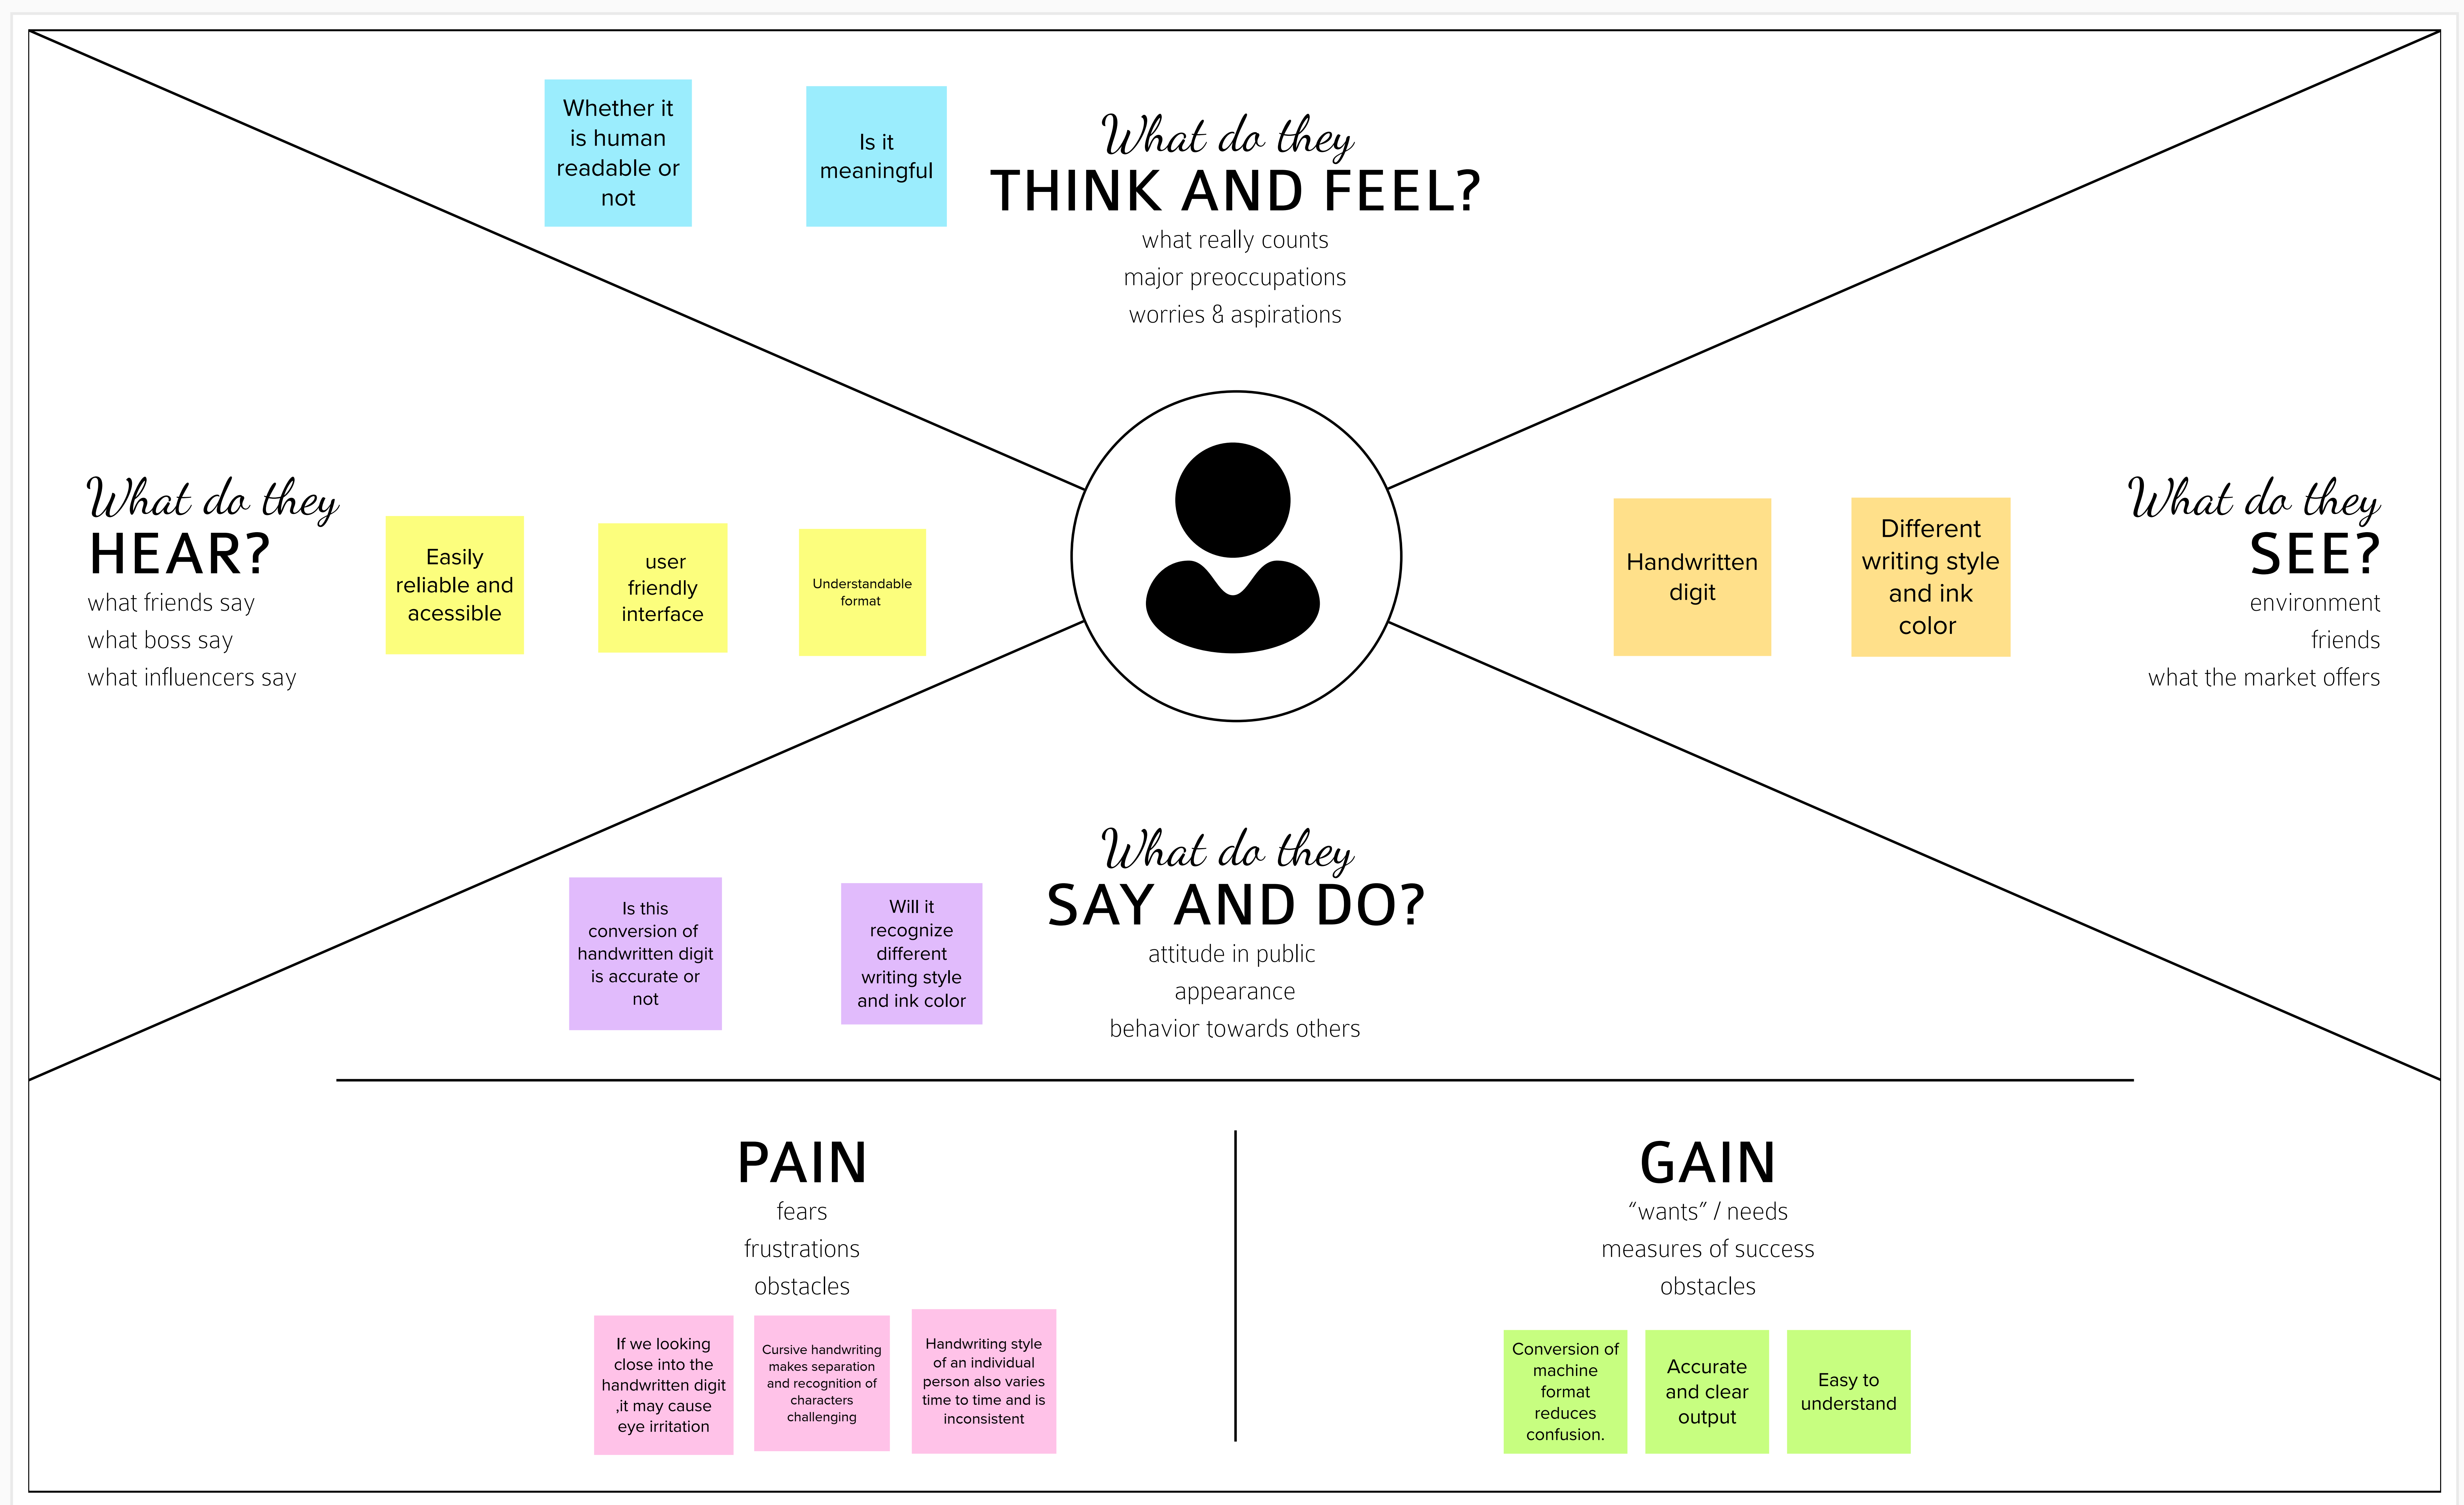 Whether it
is human
readable or
not
Is it
meaningful
What do they
THINK AND FEEL?
what really counts
major preoccupations
worries & aspirations
What do they
HEAR?
what friends say
what boss say
what influencers say
Easily
reliable and
acessible
user
friendly
interface
Understandable
format
Handwritten
digit
Different
writing style
and ink
color
What do they
SEE?
environment
friends
what the market offers
Is this
conversion of
handwritten digit
is accurate or
not
Will it
recognize
different
writing style
and ink color
What do they
SAY AND DO?
attitude in public
appearance
behavior towards others
PAIN
fears
frustrations
obstacles
If we looking
close into the
handwritten digit
,it may cause
eye irritation
Cursive handwriting
makes separation
and recognition of
characters
challenging
Handwriting style
of an individual
person also varies
time to time and is
inconsistent
GAIN
“wants” / needs
measures of success
obstacles
Conversion of
machine
format
reduces
confusion.
Accurate
and clear
output
Easy to
understand